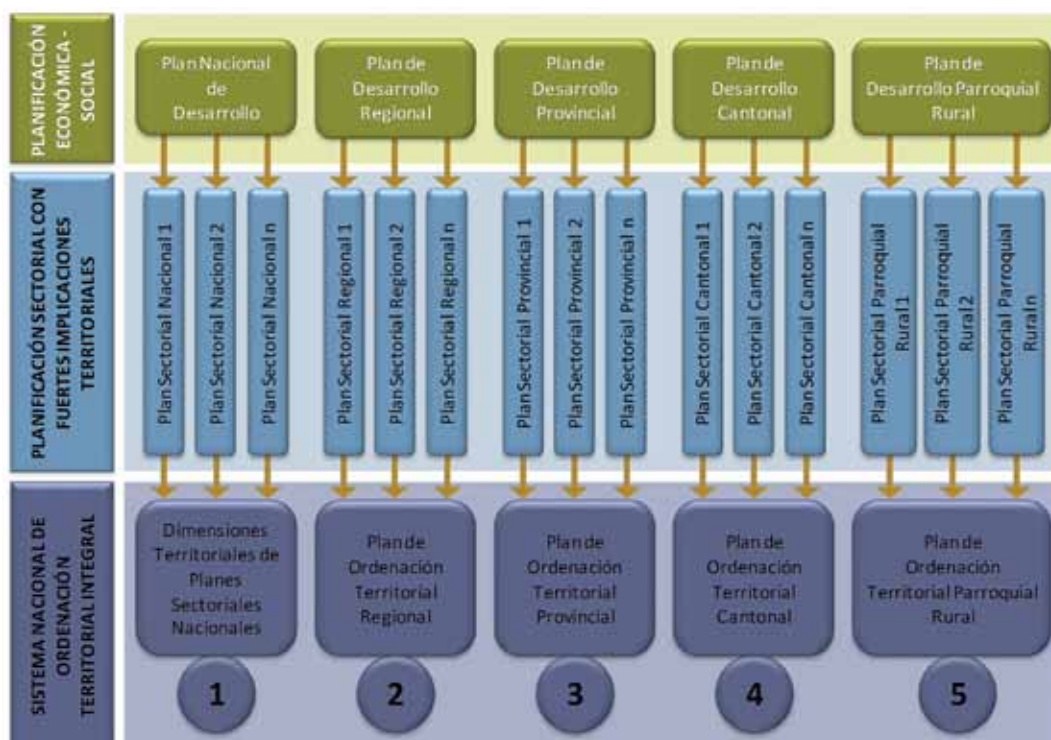 PLANIFICACIÓN
ECONÓMICA -
SOCIAL
Plan Nacional
de
Desarrollo
Plan de
Desarrollo
Regional
Plan de
Desarrollo
Provincial
Plan de
Desarrollo
Cantonal
Plan de
Desarrollo Parroquial
Rural
PLANIFICACIÓN SECTORIAL CON
FUERTES IMPLICACIONES
TERRITORIALES
Plan Sectorial Nacional 1
Plan Sectorial Nacional 2
Plan Sectorial Nacional n
Plan Sectorial Regional 1
Plan Sectorial Regional 2
Plan Sectorial Regional n
Plan Sectorial Provincial 1
Plan Sectorial Provincial 2
Plan Sectorial Provincial n
Plan Sectorial Cantonal 1
Plan Sectorial Cantonal 2
Plan Sectorial Cantonal n
Plan Sectorial Parroquial
Rural 1
Plan Sectorial Parroquial
Rural 2
Plan Sectorial Parroquial
Rural n
SISTEMA NACIONAL DE
ORDENACIÓN
TERRITORIAL INTEGRAL
Dimensiones
Territoriales de
Planes
Sectoriales
Nacionales
Plan de
Ordenación
Territorial
Regional
Plan de
Ordenación
Territorial
Provincial
Plan de
Ordenación
Territorial
Cantonal
Plan de
Ordenación
Territorial Parroquial
Rural
1
2
3
4
5